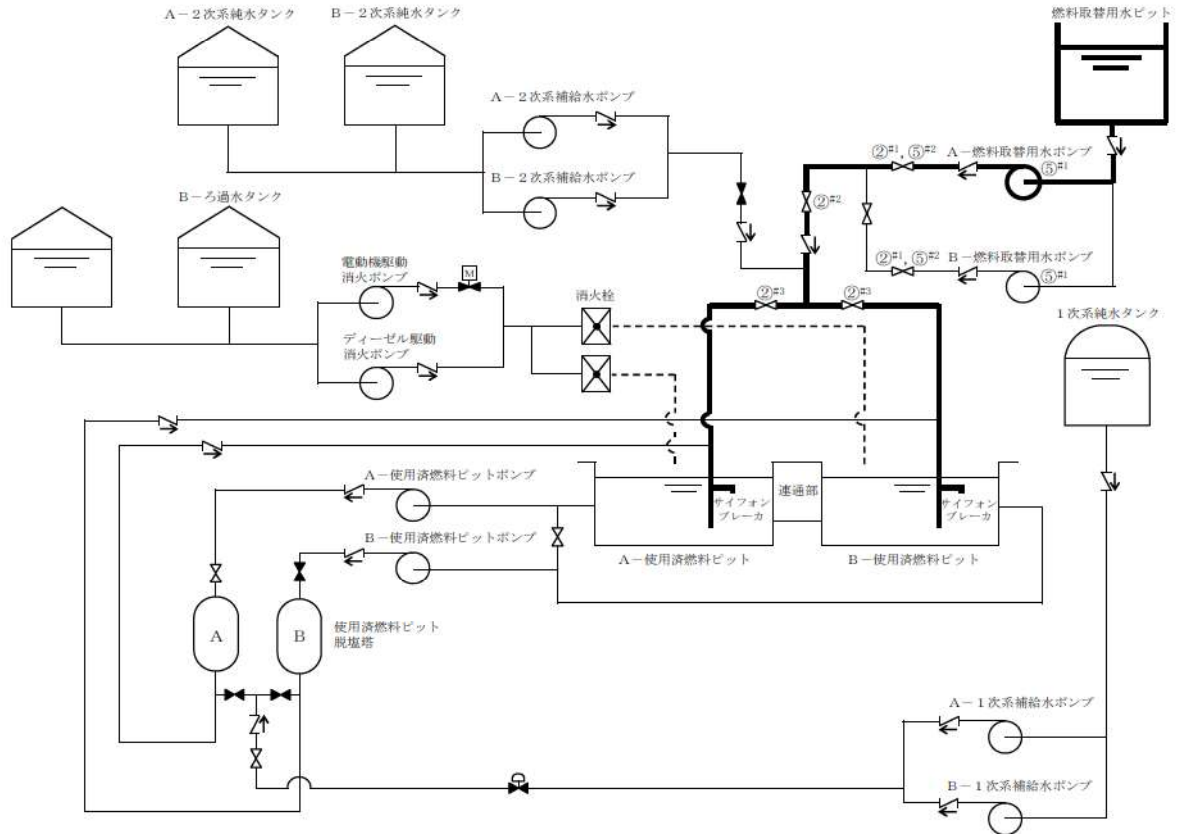 A－2次系純水タンク
B－2次系純水タンク
燃料取替用水ピット
A－2次系補給水ポンプ
②#1，⑤#2
A－燃料取替用水ポンプ
⑤#1
B－2次系補給水ポンプ
②#2
B－ろ過水タンク
②#1，⑤#2
B－燃料取替用水ポンプ
⑤#1
電動機駆動
消火ポンプ
M
消火栓
②#3
②#3
1次系純水タンク
ディーゼル駆動
消火ポンプ
A－使用済燃料ピットポンプ
連通部
サイフォン
ブレーカ
サイフォン
ブレーカ
B－使用済燃料ピットポンプ
A－使用済燃料ピット
B－使用済燃料ピット
A
B
使用済燃料ピット
脱塩塔
A－1次系補給水ポンプ
B－1次系補給水ポンプ